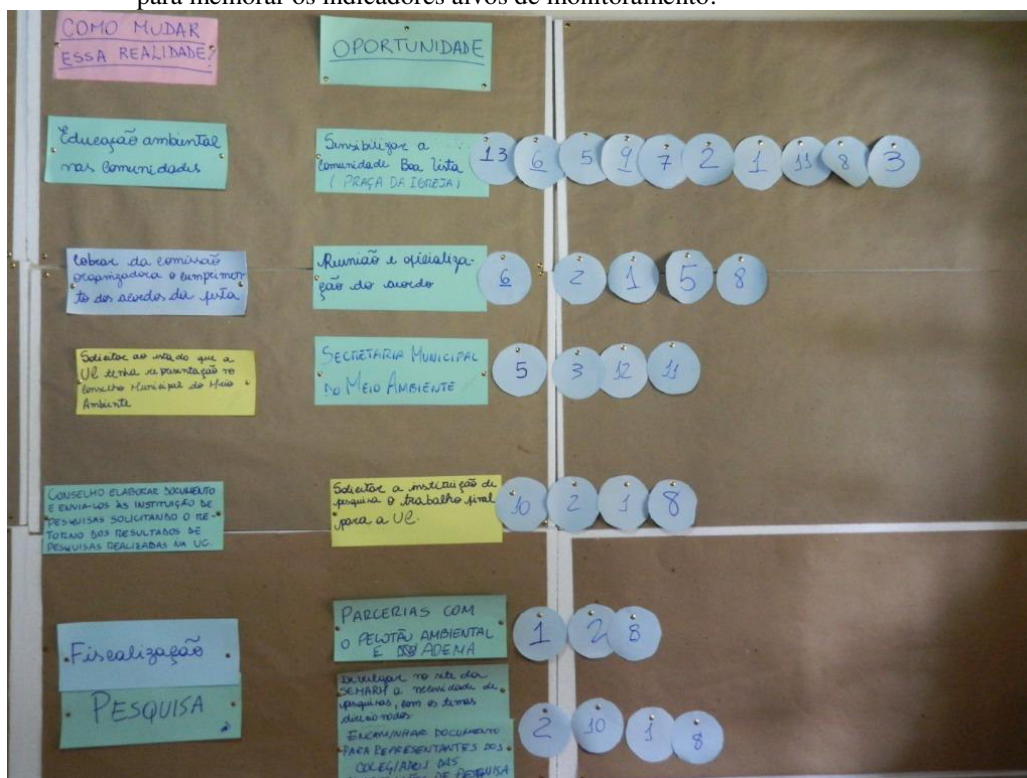 para melhorar os indicadores alvos de monitoramento?
COMO MUDAR
ESSA REALIDADE?
OPORTUNIDADE
Educação ambiental
nas comunidades
Sensibilizar a
comunidade Boa Vista
(PRAÇA DA IGREJA)
13 6 5 9 7 2 1 11 8 3
Cobrar da comissão
organizadora o cumprimen-
to dos acordos da festa
Reunião e oficializa-
ção do acordo
6 2 1 5 8
Solicitar ao estado que a
UC tenha representação no
Conselho Municipal do Meio
Ambiente
SECRETARIA MUNICIPAL
DO MEIO AMBIENTE
5 3 12 11
CONSELHO ELABORAR DOCUMENTO
E ENVIA-LOS ÀS INSTITUIÇÃO DE
PESQUISAS SOLICITANDO O RE-
TORNO DOS RESULTADOS DE
PESQUISAS REALIZADAS NA UC.
Solicitar a instituição de
pesquisa o trabalho final
para a UC.
10 2 1 8
Fiscalização
PARCERIAS COM
O PELOTÃO AMBIENTAL
E ADEMA
1 2 8
PESQUISA
Divulgar no site da
SEMARH a necessidade de
pesquisas, com os temas
direcionados
ENCAMINHAR DOCUMENTO
PARA REPRESENTANTES DOS
COLEGIADOS DAS
DE PESQUISA
2 10 1 8